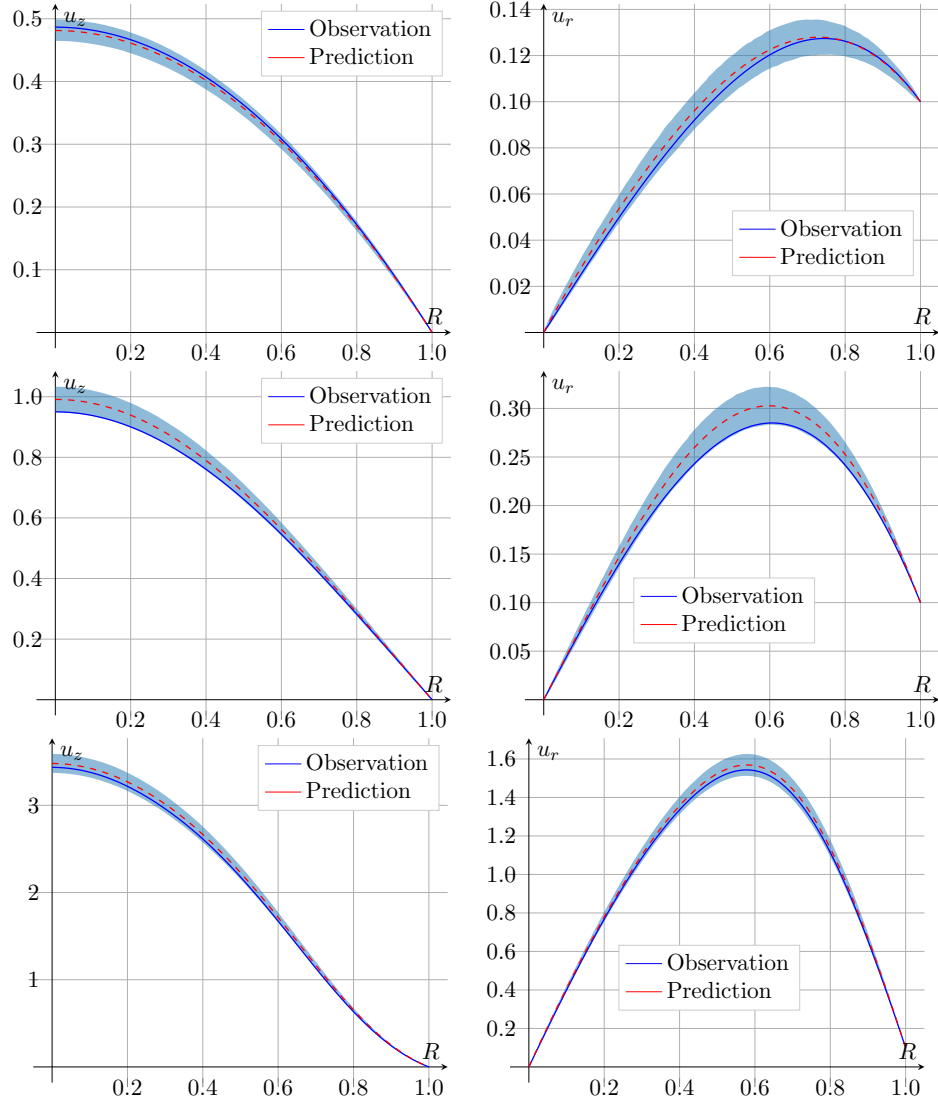 u_z
0.5
0.4
0.3
0.2
0.1
Observation
Prediction
R
0.2 0.4 0.6 0.8 1.0
u_r
0.14
0.12
0.10
0.08
0.06
0.04
0.02
Observation
Prediction
R
0.2 0.4 0.6 0.8 1.0
u_z
1.0
0.8
0.6
0.4
0.2
Observation
Prediction
R
0.2 0.4 0.6 0.8 1.0
u_r
0.30
0.25
0.20
0.15
0.10
0.05
Observation
Prediction
R
0.2 0.4 0.6 0.8 1.0
u_z
3
2
1
Observation
Prediction
R
0.2 0.4 0.6 0.8 1.0
u_r
1.6
1.4
1.2
1.0
0.8
0.6
0.4
0.2
Observation
Prediction
R
0.2 0.4 0.6 0.8 1.0